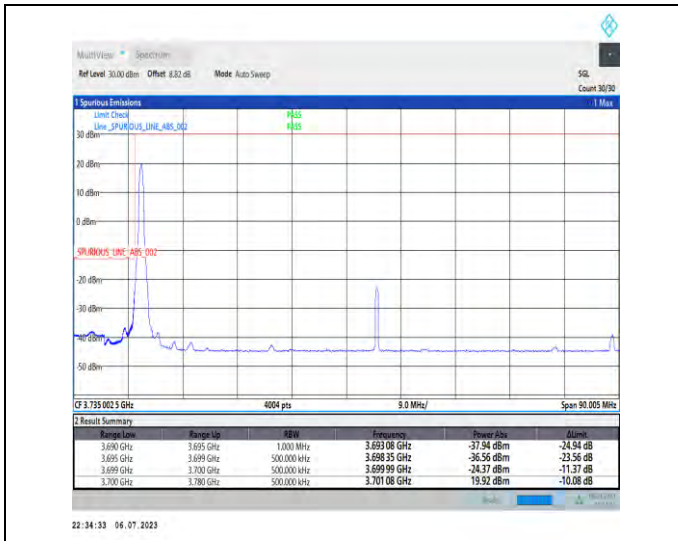 MultiView Spectrum
Ref Level 30.00 dBm Offset 8.82 dB Mode Auto Sweep SGL
Count 30/30
1 Spurious Emissions 1 Max
Limit Check PASS
Line _SPURIOUS_LINE_ABS_002 PASS
30 dBm
20 dBm
10 dBm
0 dBm
_SPURIOUS_LINE_ABS_002
-20 dBm
-30 dBm
-40 dBm
-50 dBm
CF 3.735 002 5 GHz 4004 pts 9.0 MHz/ Span 90.005 MHz
2 Result Summary
Range Low Range Up RBW Frequency Power Abs ΔLimit
3.690 GHz 3.695 GHz 1.000 MHz 3.693 08 GHz -37.94 dBm -24.94 dB
3.695 GHz 3.699 GHz 500.000 kHz 3.698 35 GHz -36.56 dBm -23.56 dB
3.699 GHz 3.700 GHz 500.000 kHz 3.699 99 GHz -24.37 dBm -11.37 dB
3.700 GHz 3.780 GHz 500.000 kHz 3.701 08 GHz 19.92 dBm -10.08 dB
22:34:33 06.07.2023